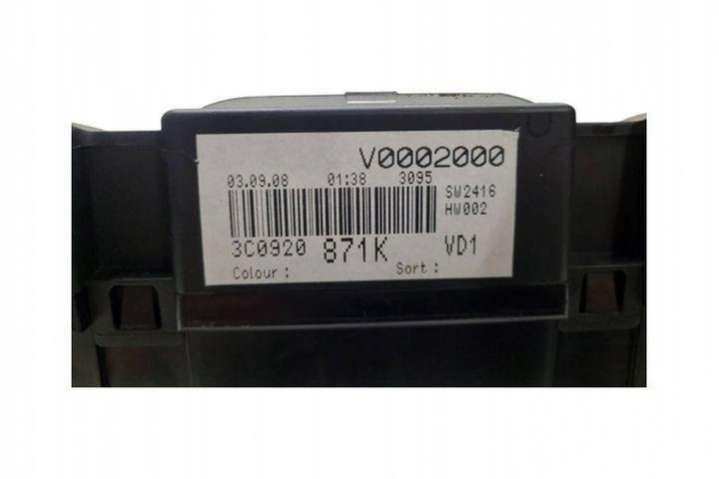 V0002000
03.09.08 01:38 3095
SW2416
HW002
3C0920 871K VD1
Colour : Sort :